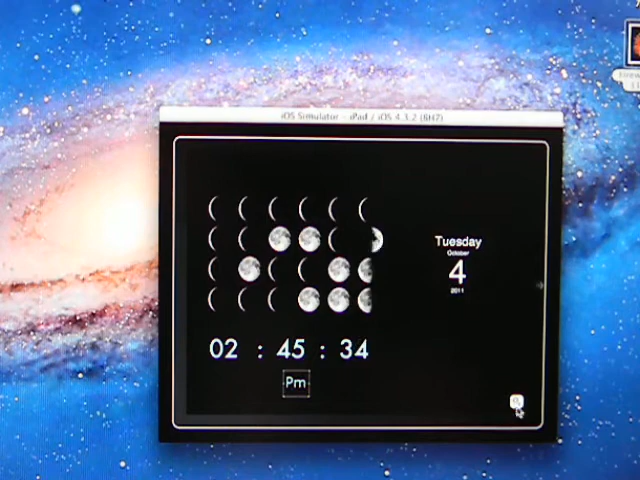 iOS Simulator - iPad / iOS 4.3.2 (8H7)
Tuesday
October
4
2011
02 : 45 : 34
Pm